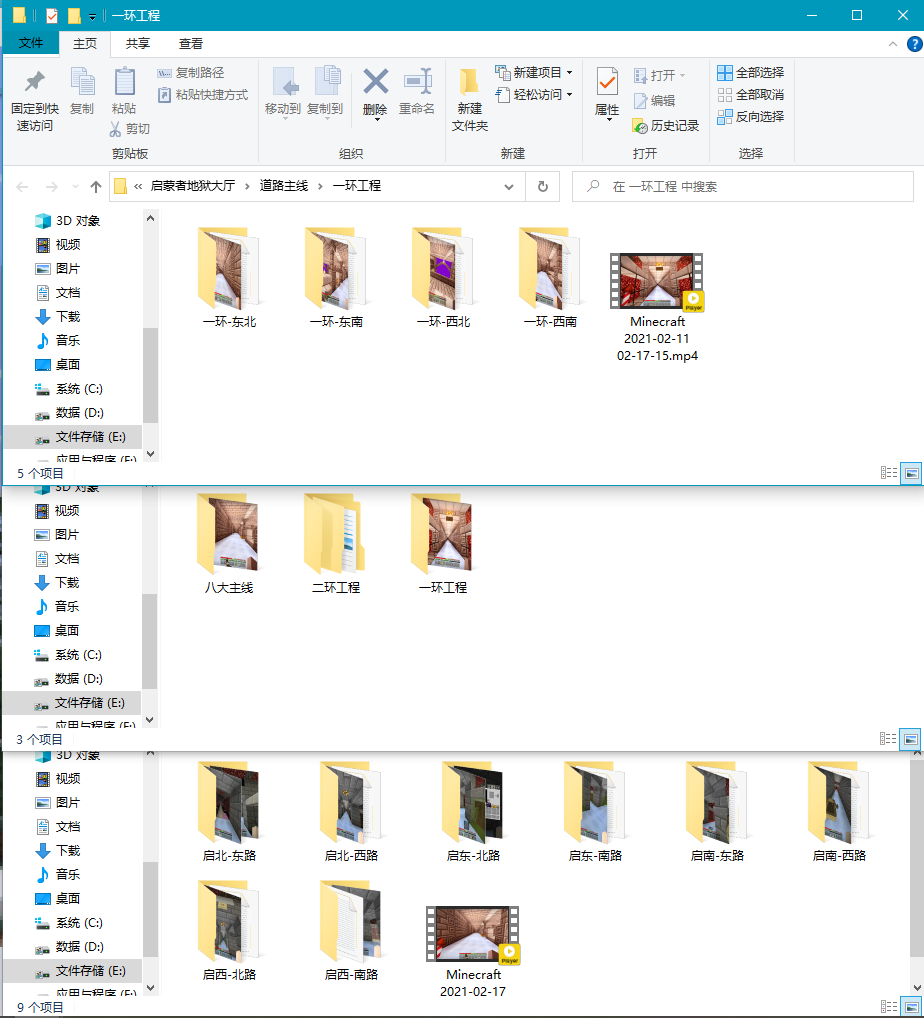 一环工程
文件 主页 共享 查看
固定到快速访问
复制
粘贴
复制路径
粘贴快捷方式
剪切
剪贴板
移动到 复制到 删除 重命名
组织
新建文件夹
新建项目
轻松访问
新建
属性
打开
编辑
历史记录
打开
全部选择
全部取消
反向选择
选择
« 启蒙者地狱大厅 › 道路主线 › 一环工程
在 一环工程 中搜索
3D 对象
视频
图片
文档
下载
音乐
桌面
系统 (C:)
数据 (D:)
文件存储 (E:)
应用与程序 (F:)
一环-东北 一环-东南 一环-西北 一环-西南
Minecraft
2021-02-11
02-17-15.mp4
5 个项目
3D 对象
视频
图片
文档
下载
音乐
桌面
系统 (C:)
数据 (D:)
文件存储 (E:)
应用与程序 (F:)
八大主线 二环工程 一环工程
3 个项目
3D 对象
视频
图片
文档
下载
音乐
桌面
系统 (C:)
数据 (D:)
文件存储 (E:)
应用与程序 (F:)
启北-东路 启北-西路 启东-北路 启东-南路 启南-东路 启南-西路
启西-北路 启西-南路
Minecraft
2021-02-17
9 个项目